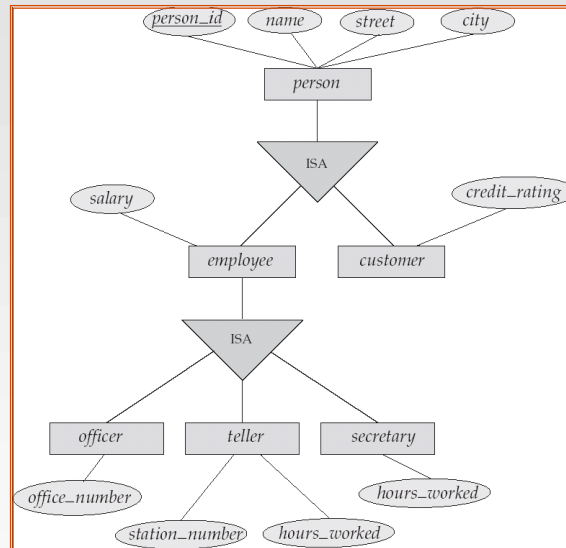 person_id name street city
person
ISA
salary
credit_rating
employee customer
ISA
officer teller secretary
office_number
hours_worked
station_number hours_worked